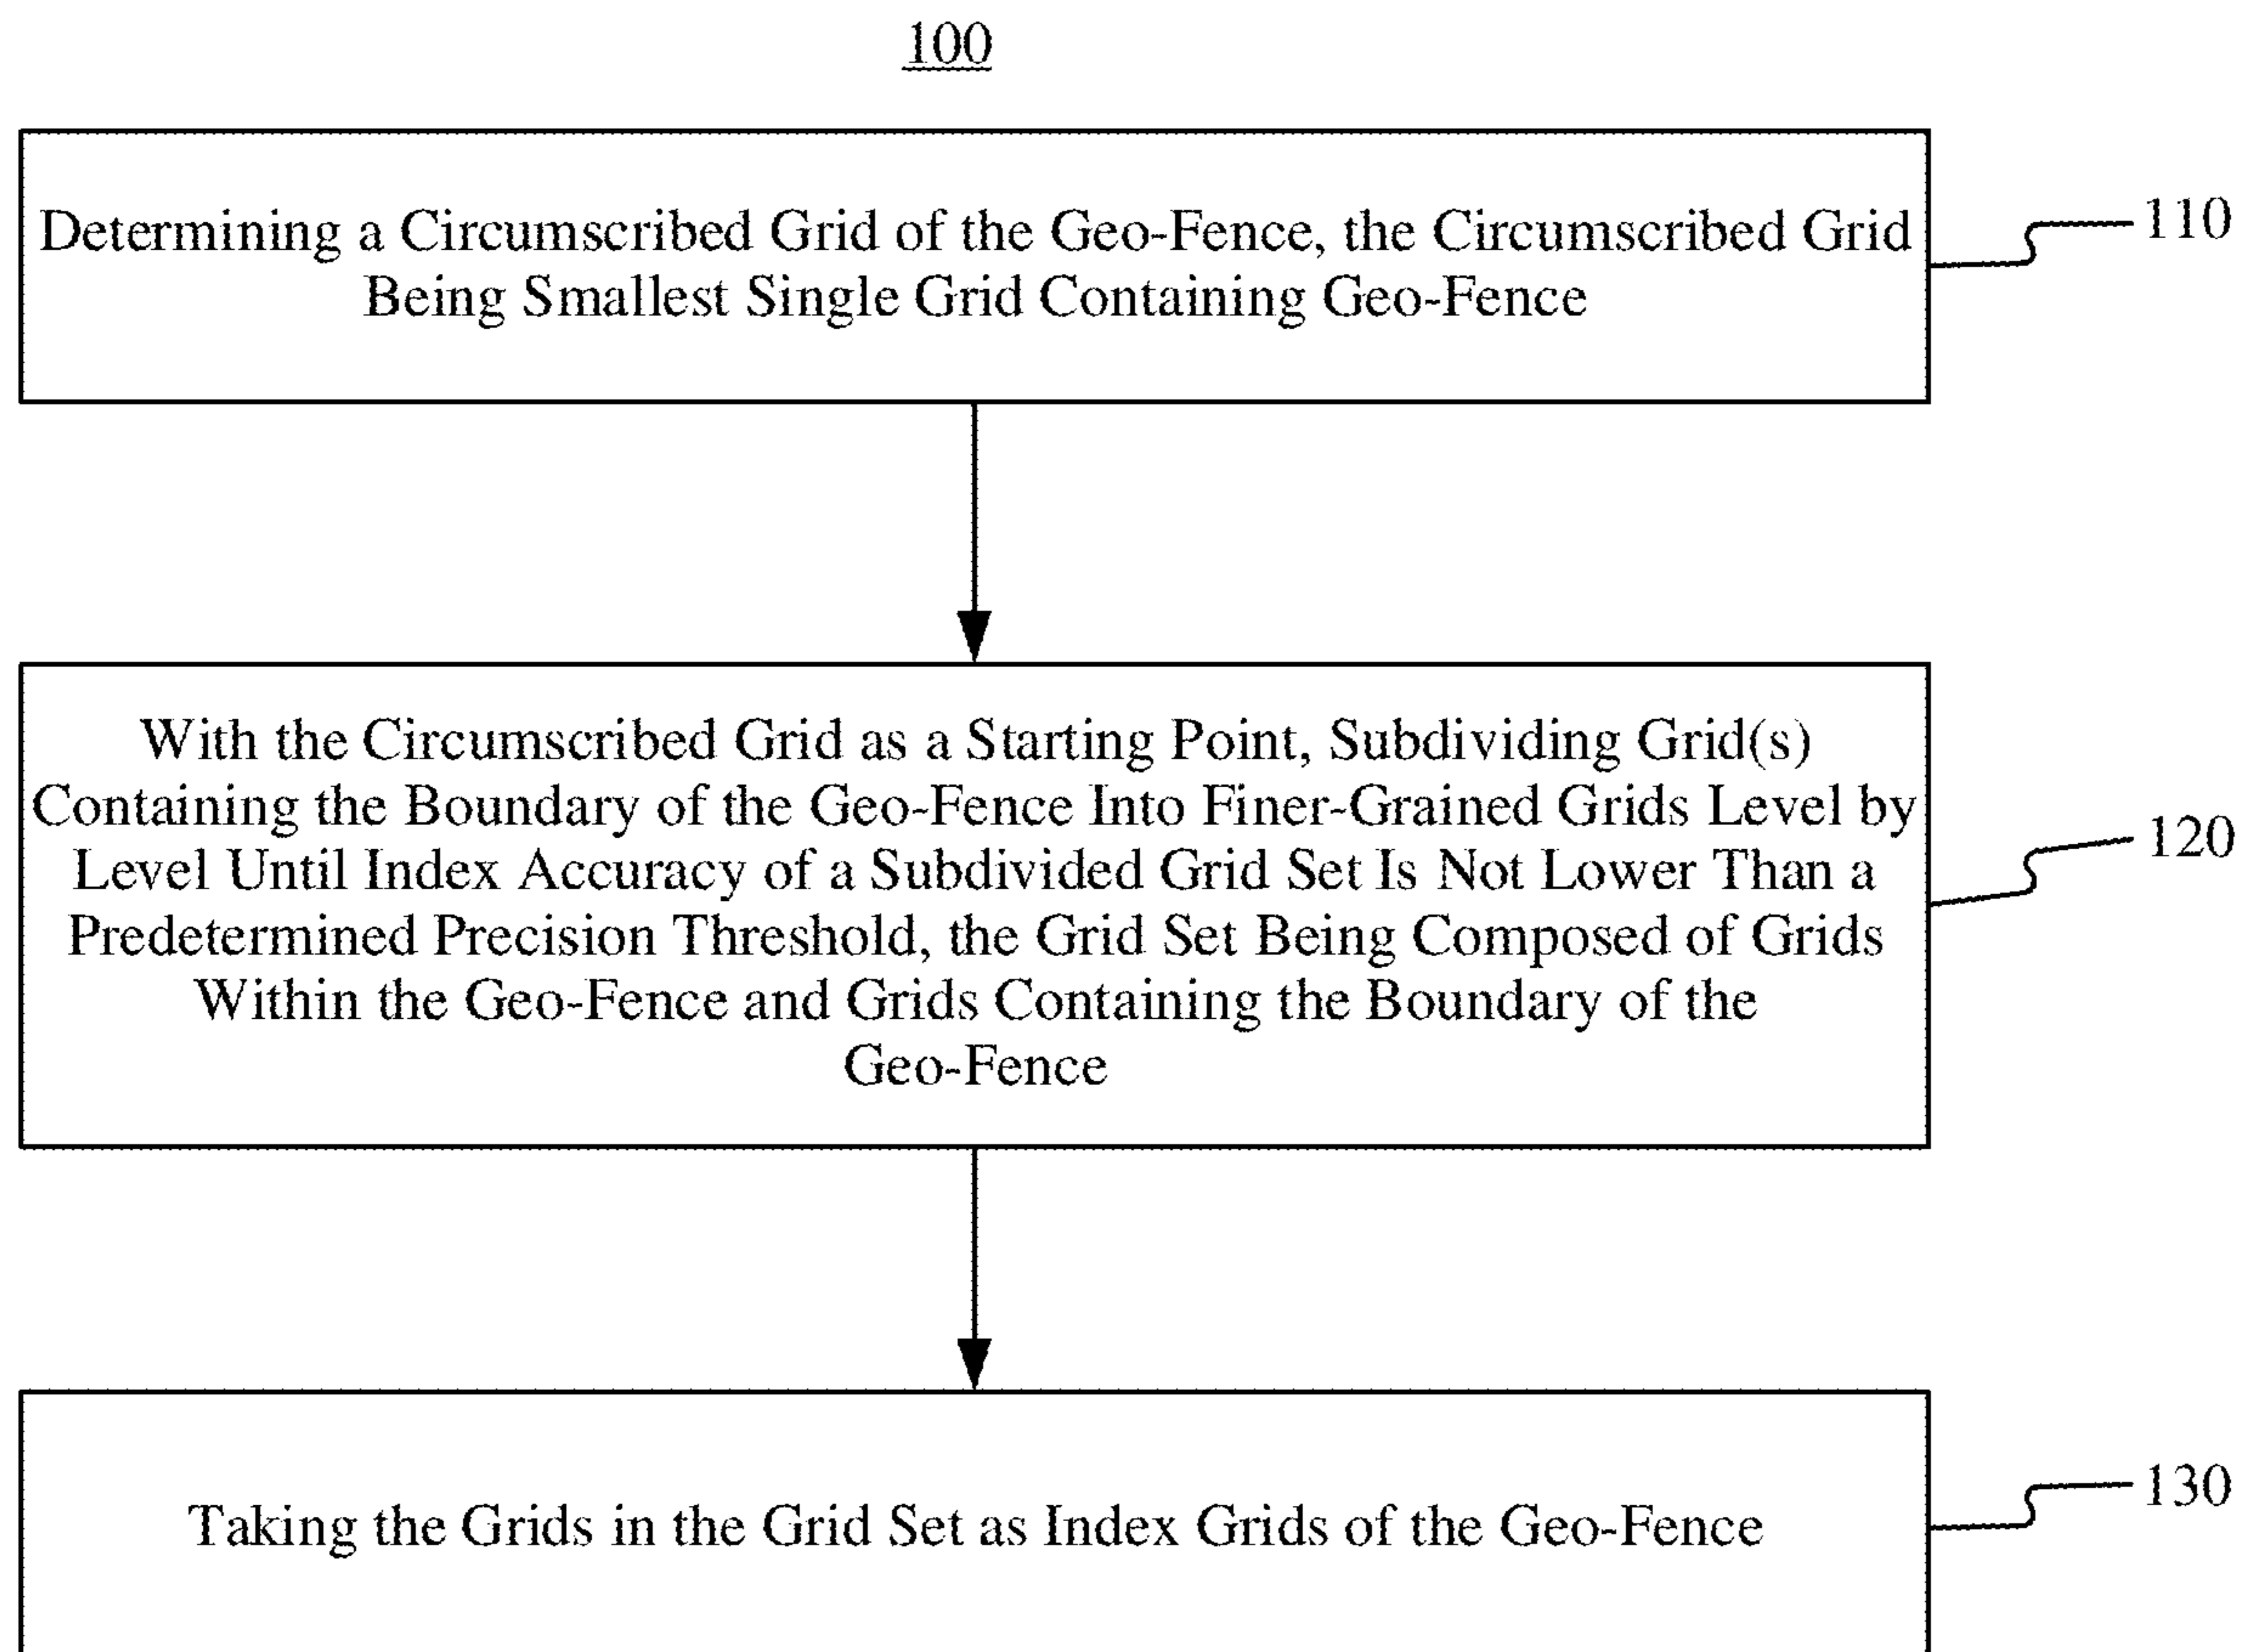 100
Determining a Circumscribed Grid of the Geo-Fence, the Circumscribed Grid
Being Smallest Single Grid Containing Geo-Fence
110
With the Circumscribed Grid as a Starting Point, Subdividing Grid(s)
Containing the Boundary of the Geo-Fence Into Finer-Grained Grids Level by
Level Until Index Accuracy of a Subdivided Grid Set Is Not Lower Than a
Predetermined Precision Threshold, the Grid Set Being Composed of Grids
Within the Geo-Fence and Grids Containing the Boundary of the
Geo-Fence
120
Taking the Grids in the Grid Set as Index Grids of the Geo-Fence
130